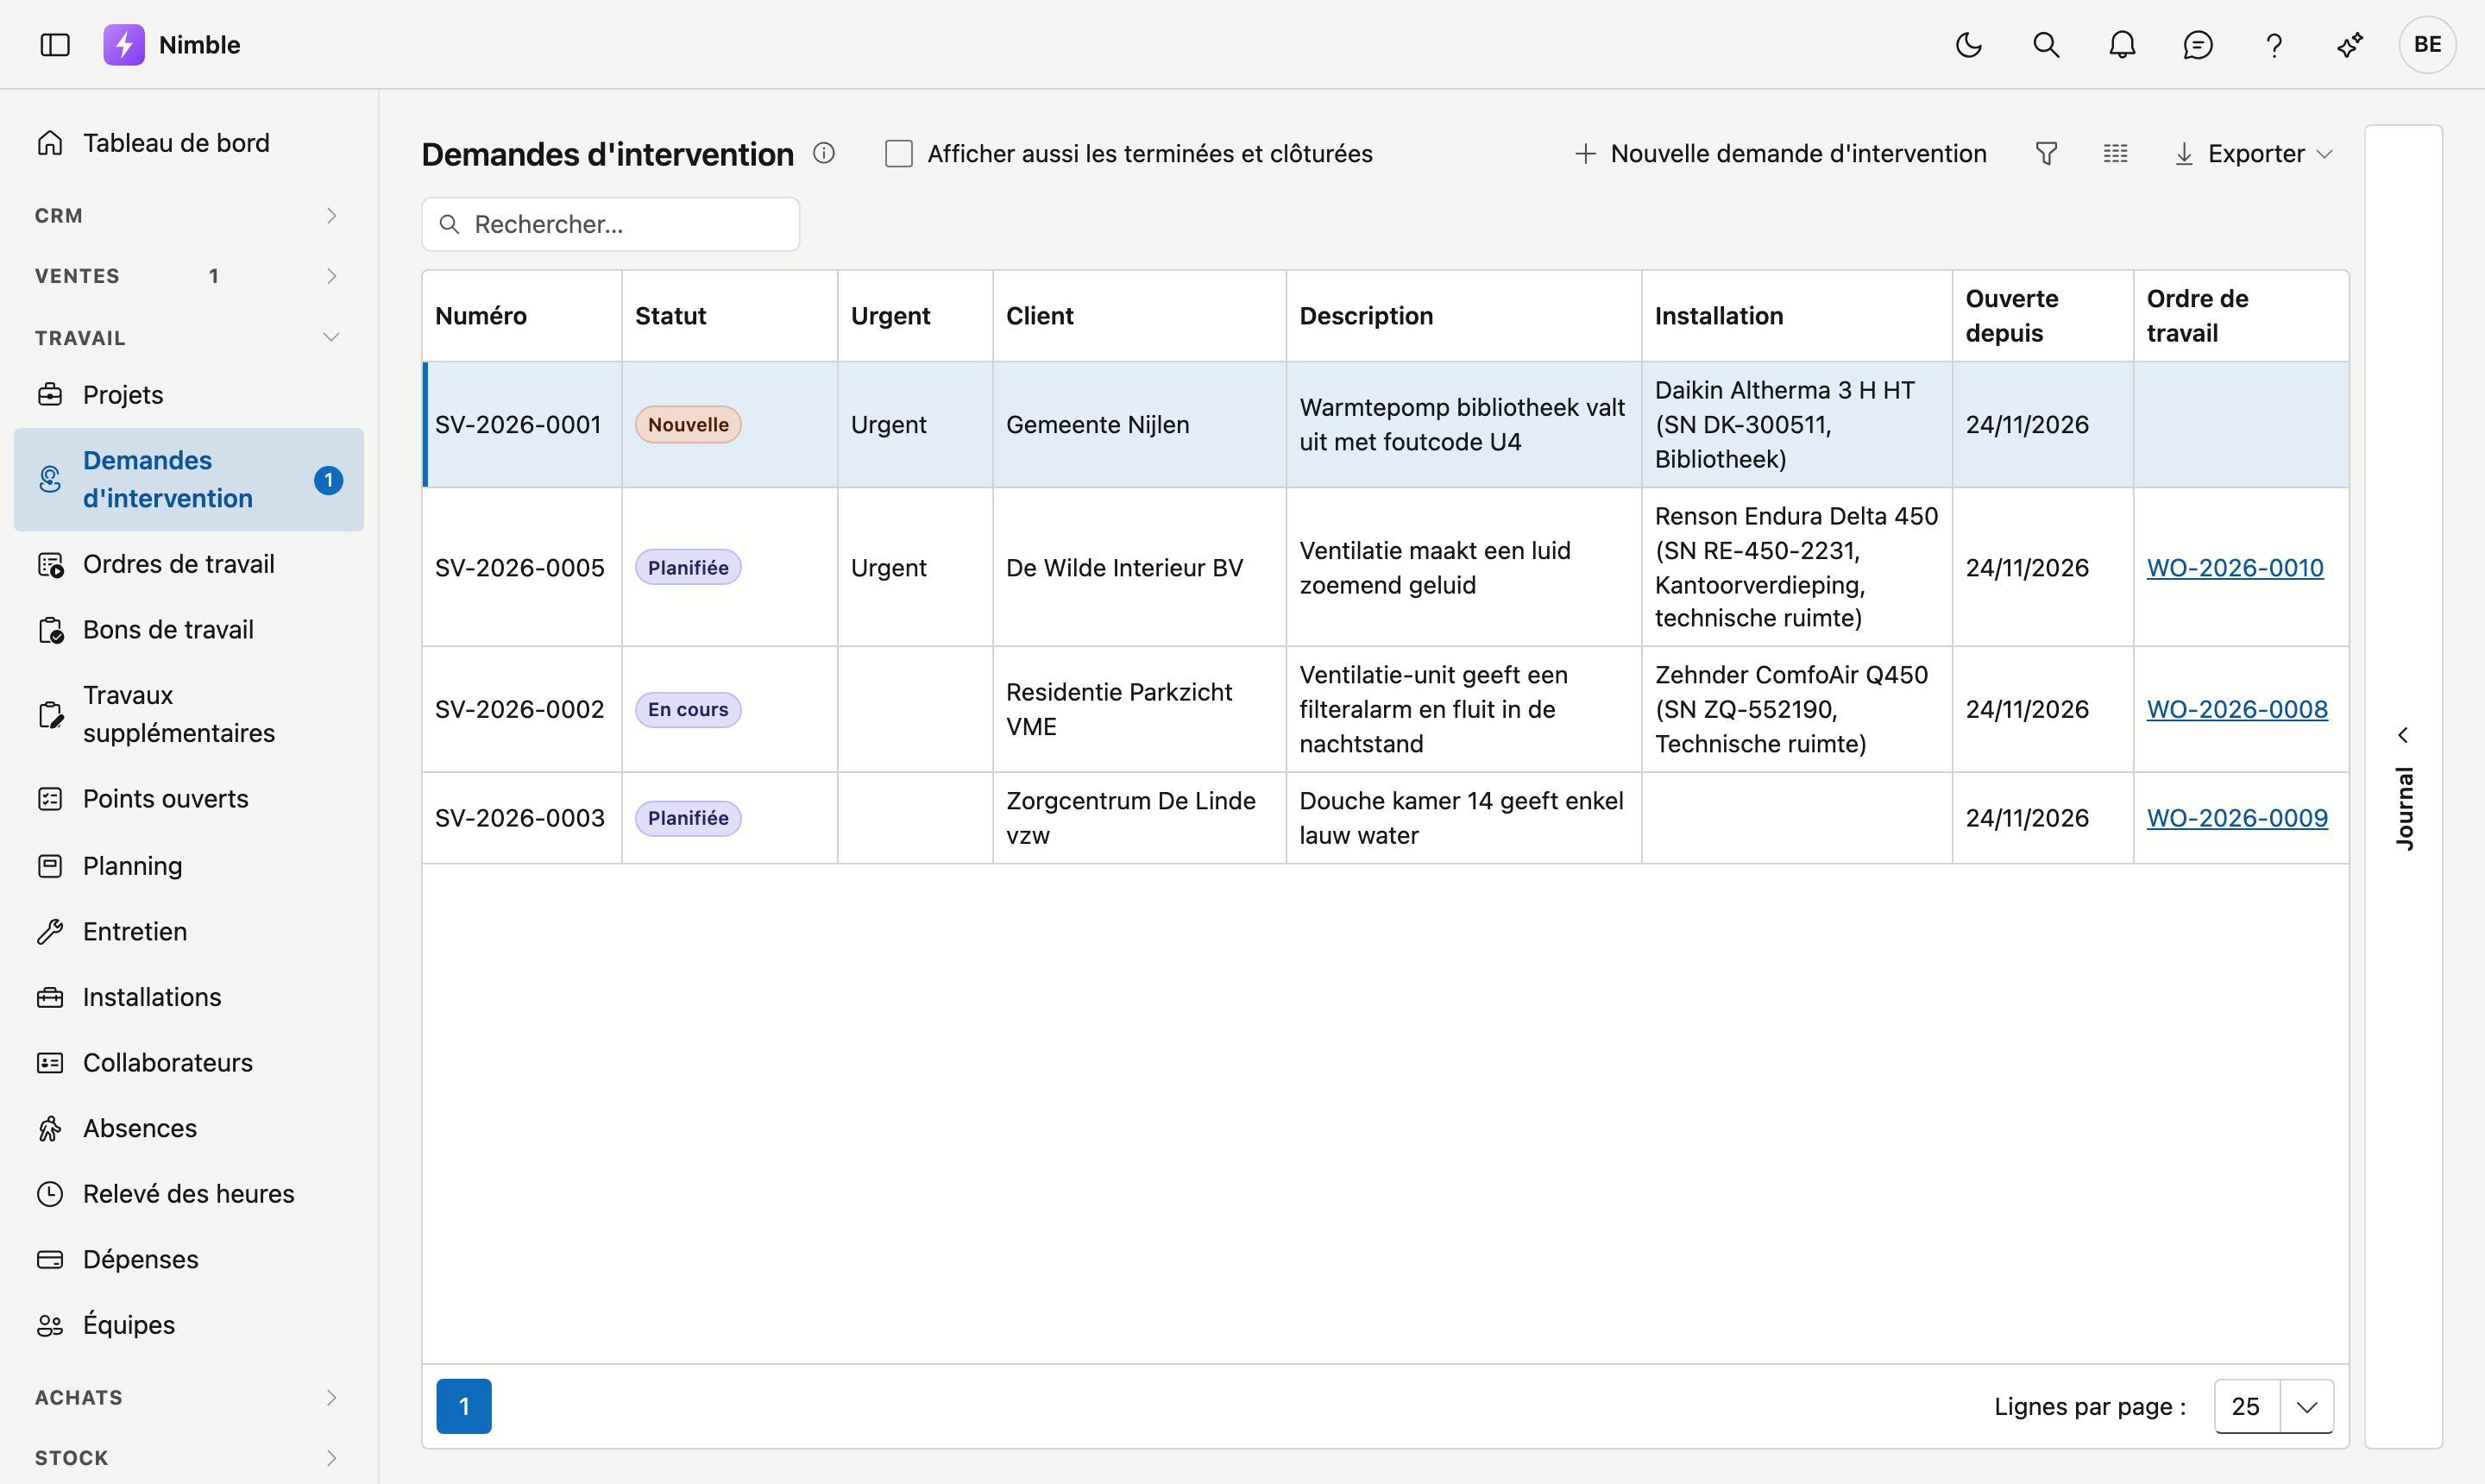 Nimble
BE
Tableau de bord
CRM
VENTES 1
TRAVAIL
Projets
Demandes
d'intervention
1
Ordres de travail
Bons de travail
Travaux
supplémentaires
Points ouverts
Planning
Entretien
Installations
Collaborateurs
Absences
Relevé des heures
Dépenses
Équipes
ACHATS
STOCK
Demandes d'intervention
Afficher aussi les terminées et clôturées
Nouvelle demande d'intervention
Exporter
Rechercher...
Numéro
Statut
Urgent
Client
Description
Installation
Ouverte
depuis
Ordre de
travail
SV-2026-0001
Nouvelle
Urgent
Gemeente Nijlen
Warmtepomp bibliotheek valt
uit met foutcode U4
Daikin Altherma 3 H HT
(SN DK-300511,
Bibliotheek)
24/11/2026
SV-2026-0005
Planifiée
Urgent
De Wilde Interieur BV
Ventilatie maakt een luid
zoemend geluid
Renson Endura Delta 450
(SN RE-450-2231,
Kantoorverdieping,
technische ruimte)
24/11/2026
WO-2026-0010
SV-2026-0002
En cours
Residentie Parkzicht
VME
Ventilatie-unit geeft een
filteralarm en fluit in de
nachtstand
Zehnder ComfoAir Q450
(SN ZQ-552190,
Technische ruimte)
24/11/2026
WO-2026-0008
SV-2026-0003
Planifiée
Zorgcentrum De Linde
vzw
Douche kamer 14 geeft enkel
lauw water
24/11/2026
WO-2026-0009
1
Lignes par page :
25
Journal